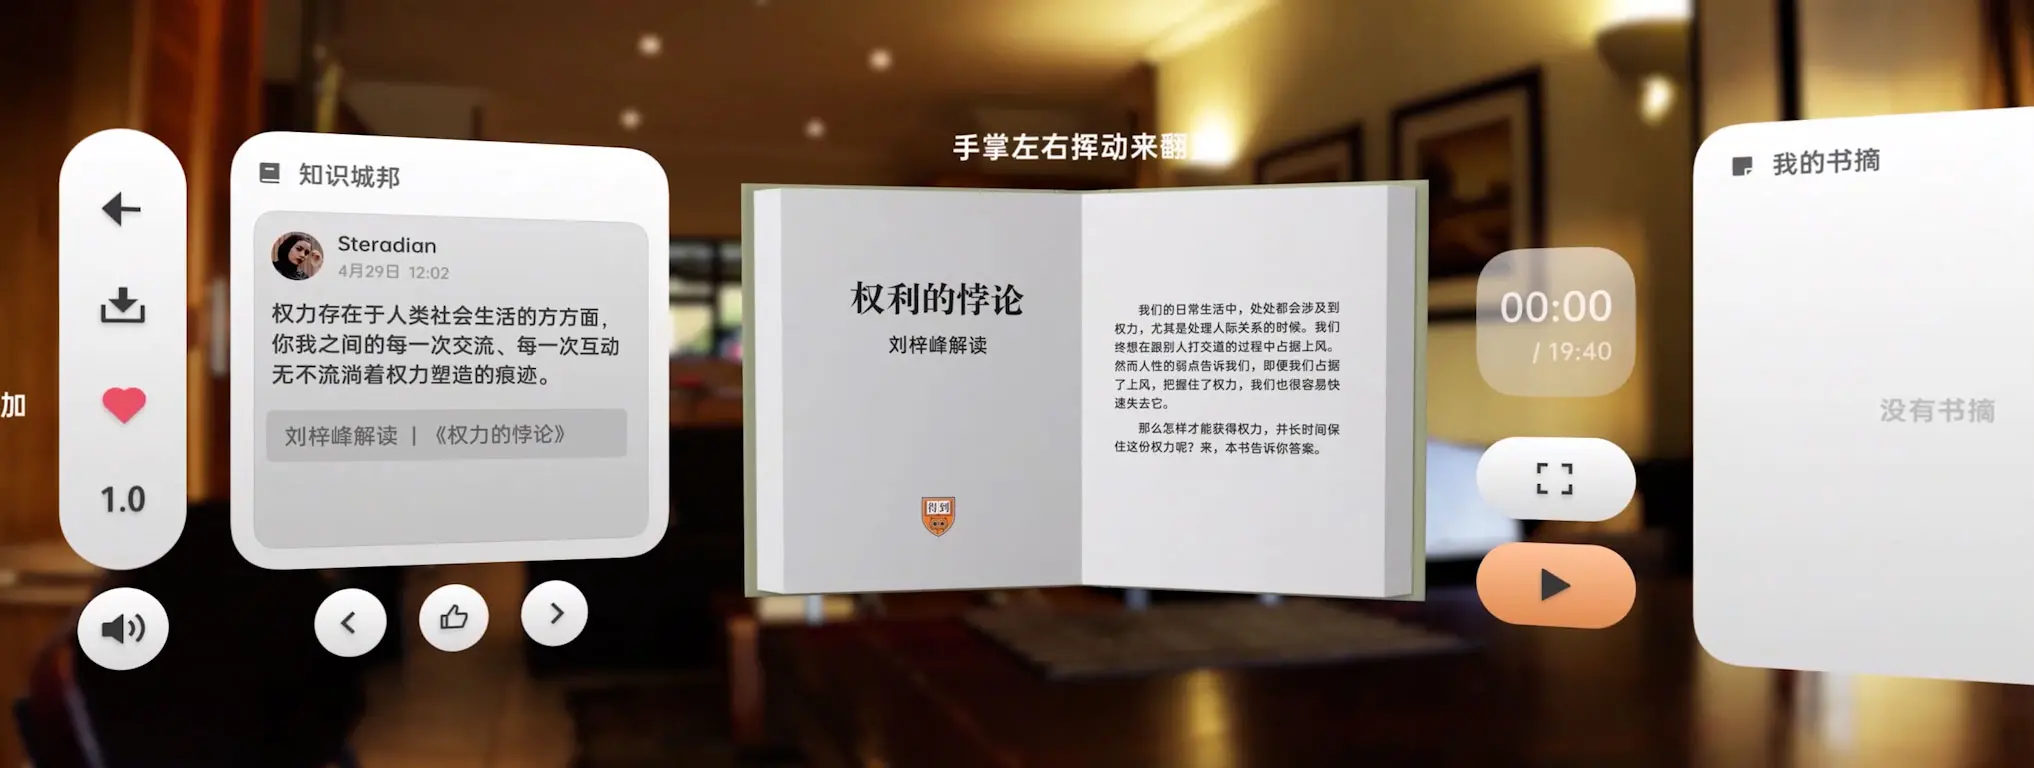 加
1.0
知识城邦
Steradian
4月29日 12:02
权力存在于人类社会生活的方方面，
你我之间的每一次交流、每一次互动
无不流淌着权力塑造的痕迹。
刘梓峰解读 | 《权力的悖论》
手掌左右挥动来翻
权利的悖论
刘梓峰解读
得到
我们的日常生活中，处处都会涉及到
权力，尤其是处理人际关系的时候。我们
终想在跟别人打交道的过程中占据上风。
然而人性的弱点告诉我们，即便我们占据
了上风，把握住了权力，我们也很容易快
速失去它。
那么怎样才能获得权力，并长时间保
住这份权力呢？来，本书告诉你答案。
00:00
/ 19:40
我的书摘
没有书摘